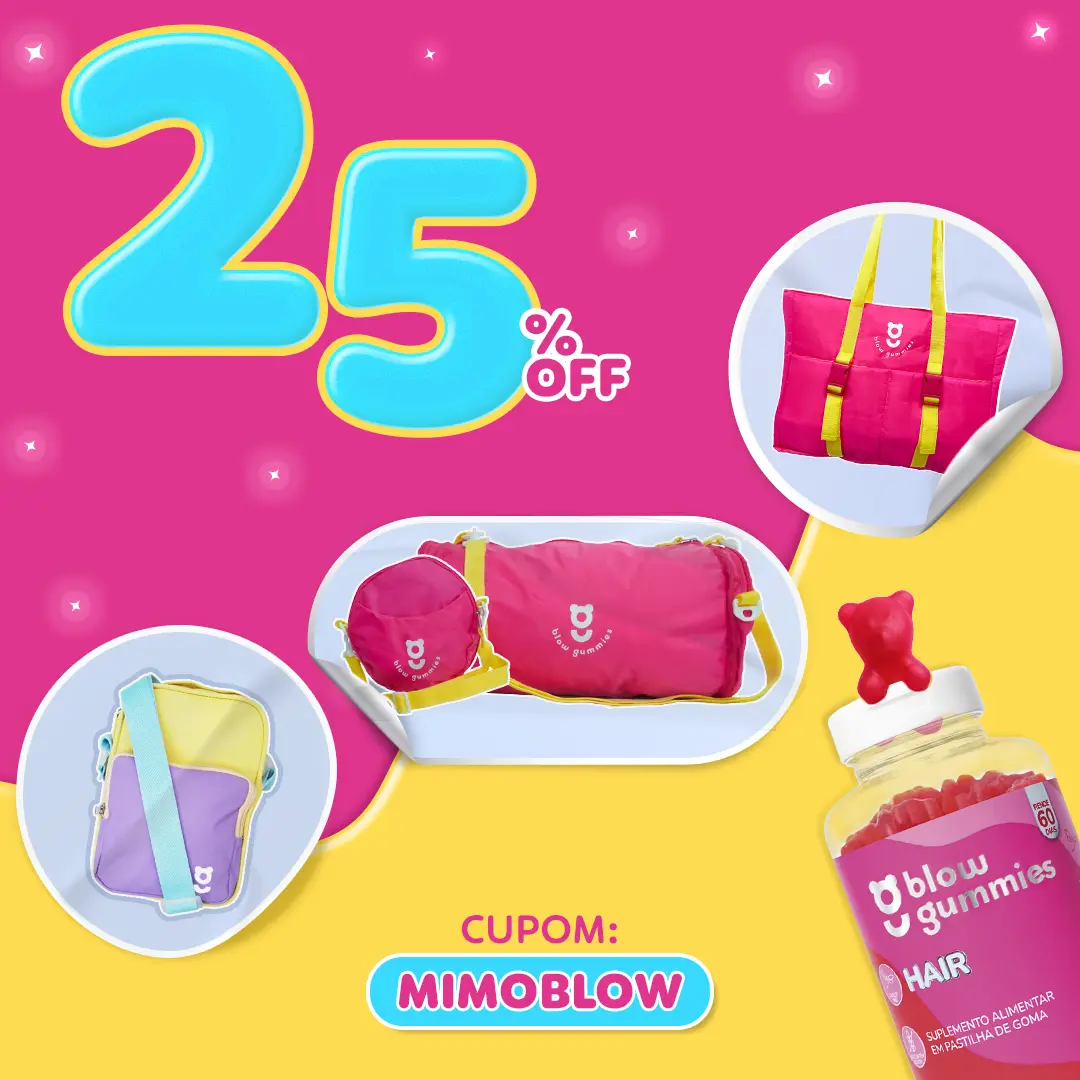 25
%
OFF
blow gummies
blow gummies
blow gummies
RENDE
60
DIAS
blow
gummies
HAIR
SUPLEMENTO ALIMENTAR
EM PASTILHA DE GOMA
CUPOM:
MIMOBLOW